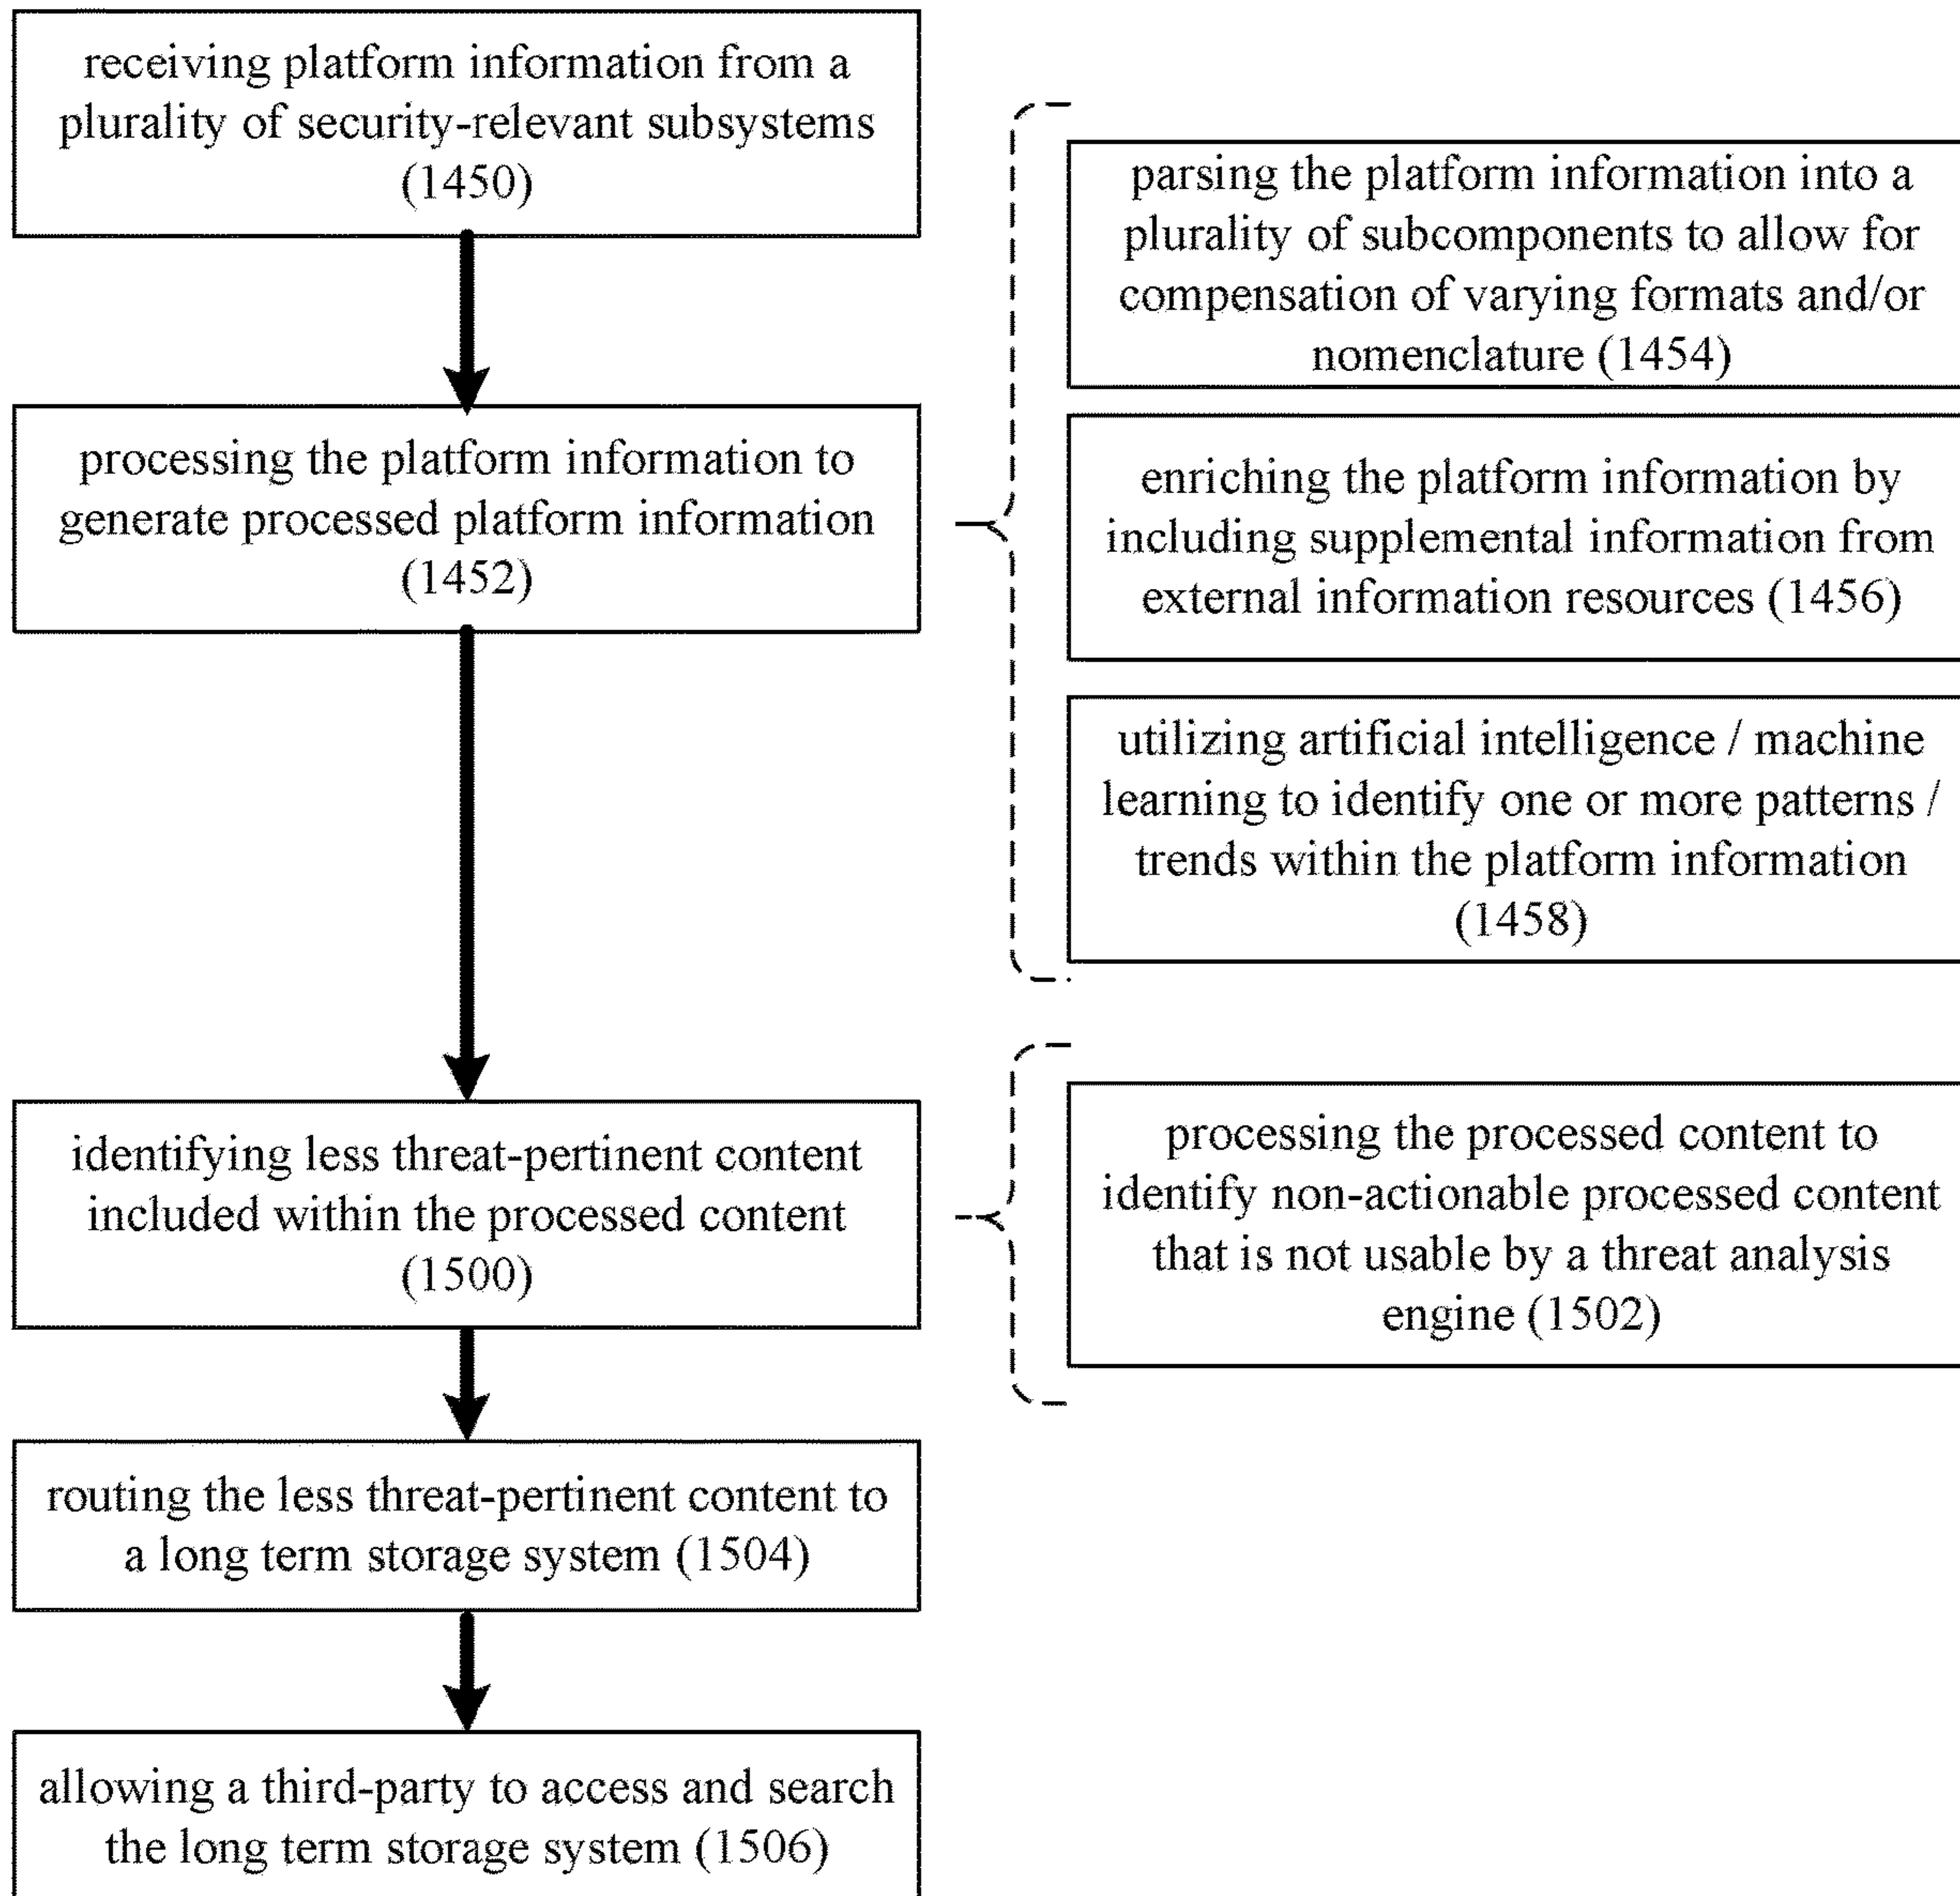 receiving platform information from a
plurality of security-relevant subsystems
(1450)
processing the platform information to
generate processed platform information
(1452)
parsing the platform information into a
plurality of subcomponents to allow for
compensation of varying formats and/or
nomenclature (1454)
enriching the platform information by
including supplemental information from
external information resources (1456)
utilizing artificial intelligence / machine
learning to identify one or more patterns /
trends within the platform information
(1458)
identifying less threat-pertinent content
included within the processed content
(1500)
processing the processed content to
identify non-actionable processed content
that is not usable by a threat analysis
engine (1502)
routing the less threat-pertinent content to
a long term storage system (1504)
allowing a third-party to access and search
the long term storage system (1506)